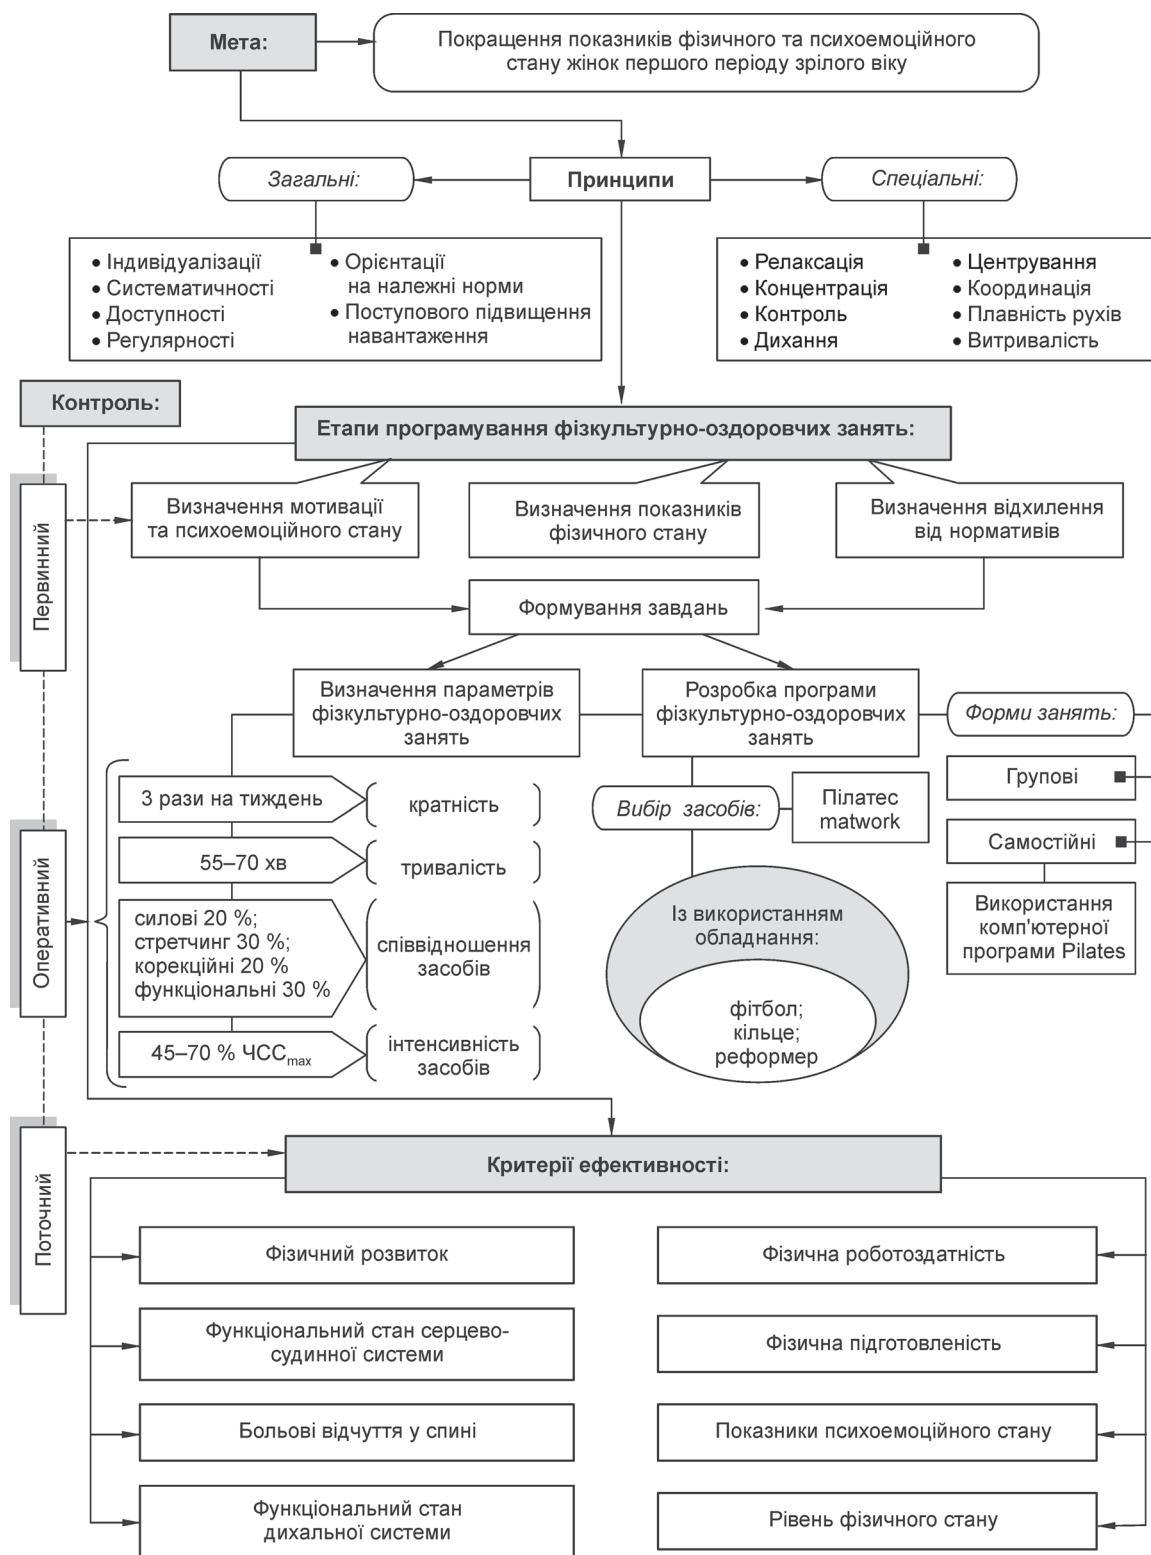 Мета:
Покращення показників фізичного та психоемоційного
стану жінок першого періоду зрілого віку
Загальні:
Принципи
Спеціальні:
• Індивідуалізації
• Систематичності
• Доступності
• Регулярності
• Орієнтації
на належні норми
• Поступового підвищення
навантаження
• Релаксація
• Концентрація
• Контроль
• Дихання
• Центрування
• Координація
• Плавність рухів
• Витривалість
Контроль:
Етапи програмування фізкультурно-оздоровчих занять:
Первинний
Визначення мотивації
та психоемоційного стану
Визначення показників
фізичного стану
Визначення відхилення
від нормативів
Формування завдань
Визначення параметрів
фізкультурно-оздоровчих
занять
Розробка програми
фізкультурно-оздоровчих
занять
Форми занять:
Групові
Самостійні
Використання
комп'ютерної
програми Pilates
Оперативний
3 рази на тиждень
кратність
55–70 хв
тривалість
силові 20 %;
стретчинг 30 %;
корекційні 20 %
функціональні 30 %
співвідношення
засобів
45–70 % ЧССmax
інтенсивність
засобів
Вибір засобів:
Пілатес
matwork
Із використанням
обладнання:
фітбол;
кільце;
реформер
Поточний
Критерії ефективності:
Фізичний розвиток
Функціональний стан серцево-
судинної системи
Больові відчуття у спині
Функціональний стан
дихальної системи
Фізична роботоздатність
Фізична підготовленість
Показники психоемоційного стану
Рівень фізичного стану